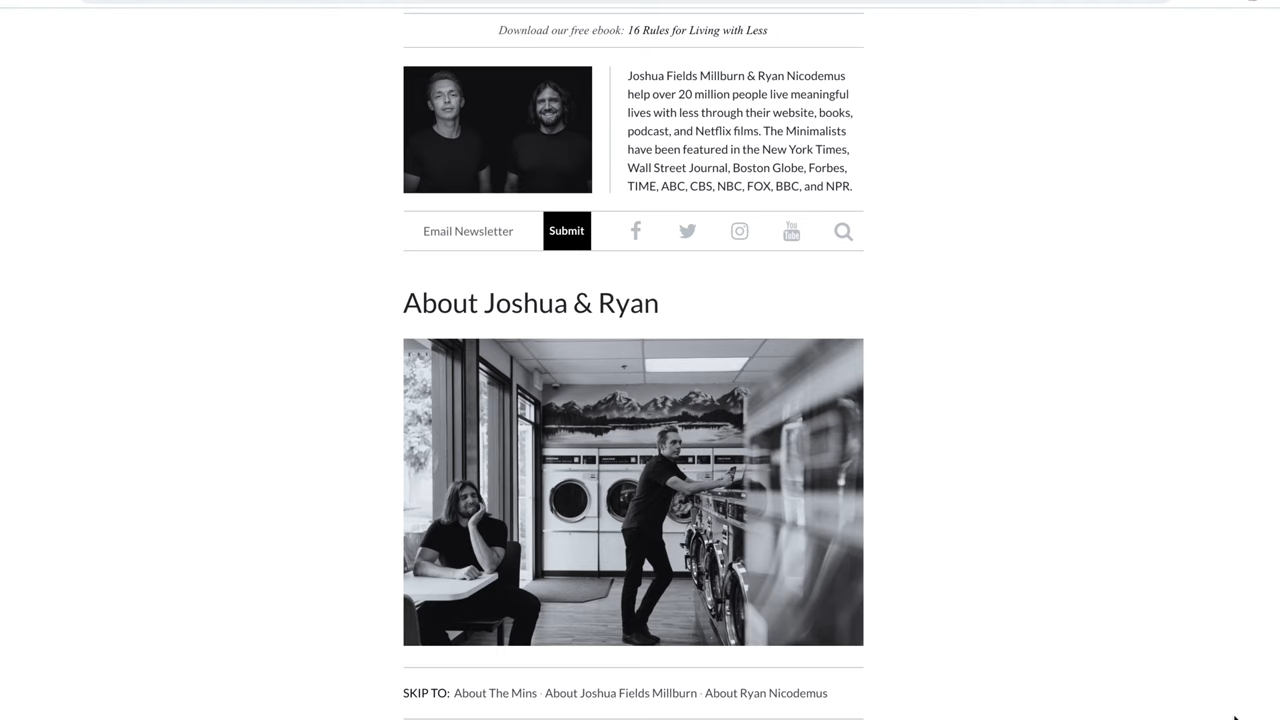 Download our free ebook: 16 Rules for Living with Less
Joshua Fields Millburn & Ryan Nicodemus
help over 20 million people live meaningful
lives with less through their website, books,
podcast, and Netflix films. The Minimalists
have been featured in the New York Times,
Wall Street Journal, Boston Globe, Forbes,
TIME, ABC, CBS, NBC, FOX, BBC, and NPR.
Email Newsletter Submit You Tube
About Joshua & Ryan
SKIP TO: About The Mins · About Joshua Fields Millburn · About Ryan Nicodemus